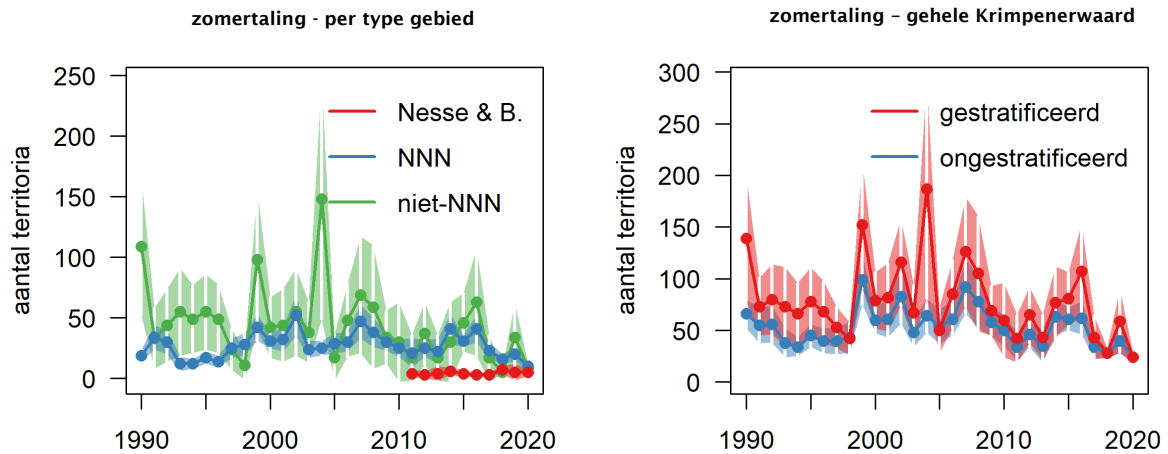 zomertaling - per type gebied
250
200
150
100
50
0
aantal territoria
Nesse & B.
NNN
niet-NNN
1990
2000
2010
2020
zomertaling – gehele Krimpenerwaard
300
250
200
150
100
50
0
aantal territoria
gestratificeerd
ongestratificeerd
1990
2000
2010
2020